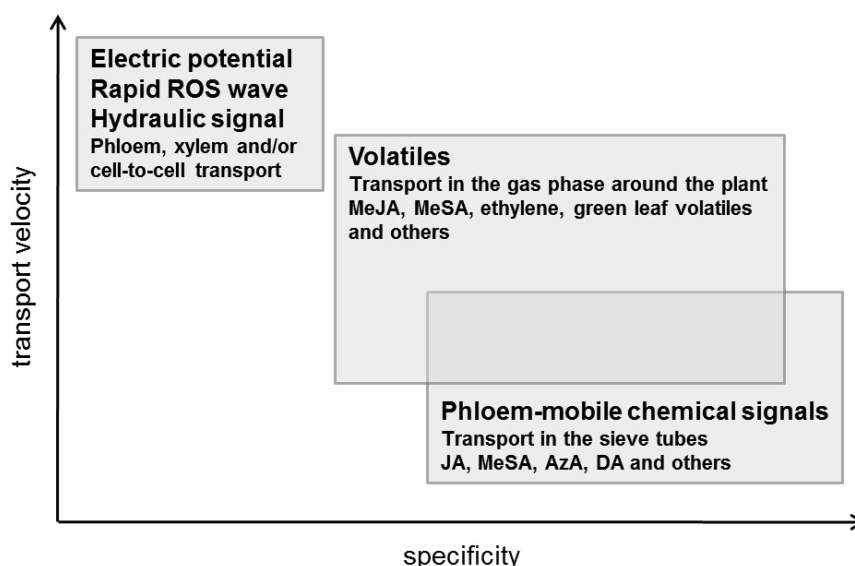 Electric potential
Rapid ROS wave
Hydraulic signal
Phloem, xylem and/or
cell-to-cell transport
Volatiles
Transport in the gas phase around the plant
MeJA, MeSA, ethylene, green leaf volatiles
and others
Phloem-mobile chemical signals
Transport in the sieve tubes
JA, MeSA, AzA, DA and others
transport velocity
specificity